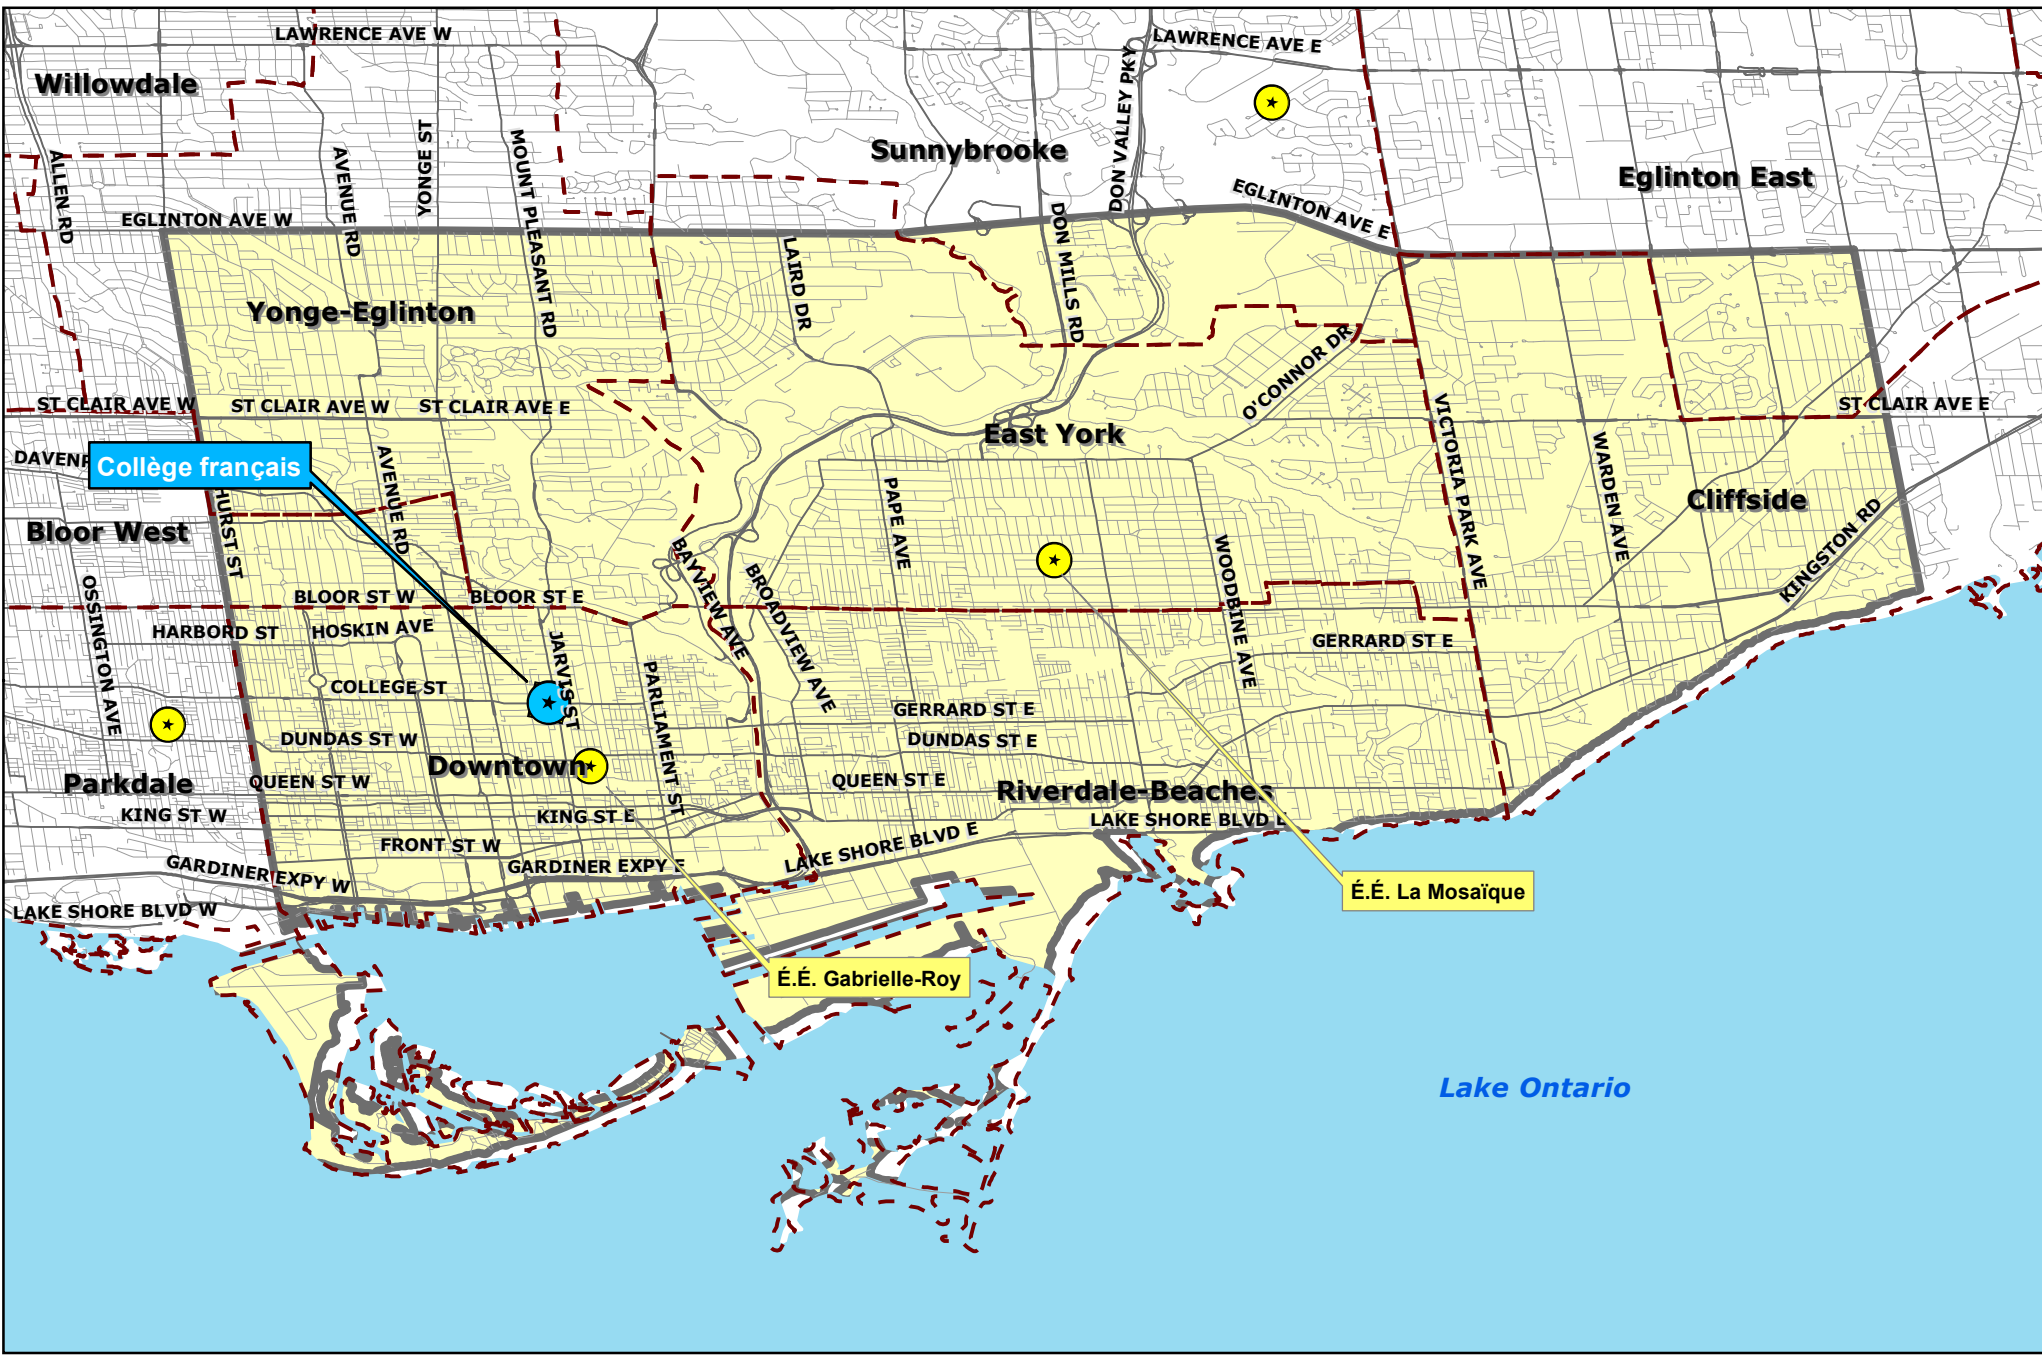 LAWRENCE AVE W
LAWRENCE AVE E
Willowdale
DON VALLEY PKY
ALLEN RD
AVENUE RD
YONGE ST
MOUNT PLEASANT RD
Sunnybrooke
Eglinton East
EGLINTON AVE W
EGLINTON AVE E
LAIRD DR
DON MILLS RD
Yonge-Eglinton
O'CONNOR DR
ST CLAIR AVE W
ST CLAIR AVE W
ST CLAIR AVE E
ST CLAIR AVE E
East York
VICTORIA PARK AVE
WARDEN AVE
DAVENP
Collège français
AVENUE RD
HURST ST
PAPE AVE
Cliffside
KINGSTON RD
Bloor West
BAYVIEW AVE
BROADVIEW AVE
WOODBINE AVE
OSSINGTON AVE
BLOOR ST W
BLOOR ST E
HARBORD ST
HOSKIN AVE
JARVIS ST
PARLIAMENT ST
GERRARD ST E
COLLEGE ST
GERRARD ST E
DUNDAS ST W
DUNDAS ST E
Downtown
QUEEN ST W
QUEEN ST E
Parkdale
Riverdale-Beaches
KING ST W
KING ST E
LAKE SHORE BLVD E
FRONT ST W
LAKE SHORE BLVD E
GARDINER EXPY W
GARDINER EXPY E
É.É. La Mosaïque
LAKE SHORE BLVD W
É.É. Gabrielle-Roy
Lake Ontario